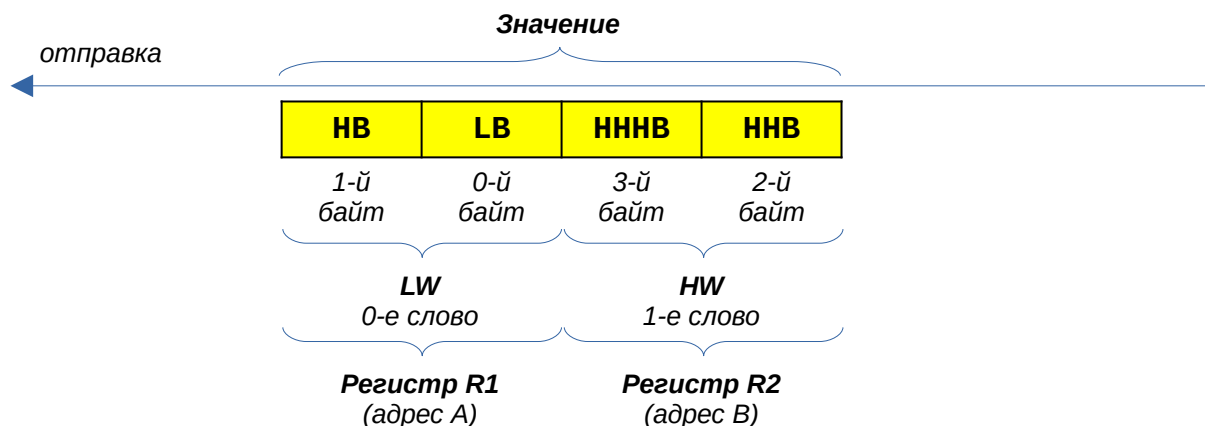 Значение
отправка
HB LB HHHB HHB
1-й 0-й 3-й 2-й
байт байт байт байт
LW HW
0-е слово 1-е слово
Регистр R1 Регистр R2
(адрес A) (адрес B)